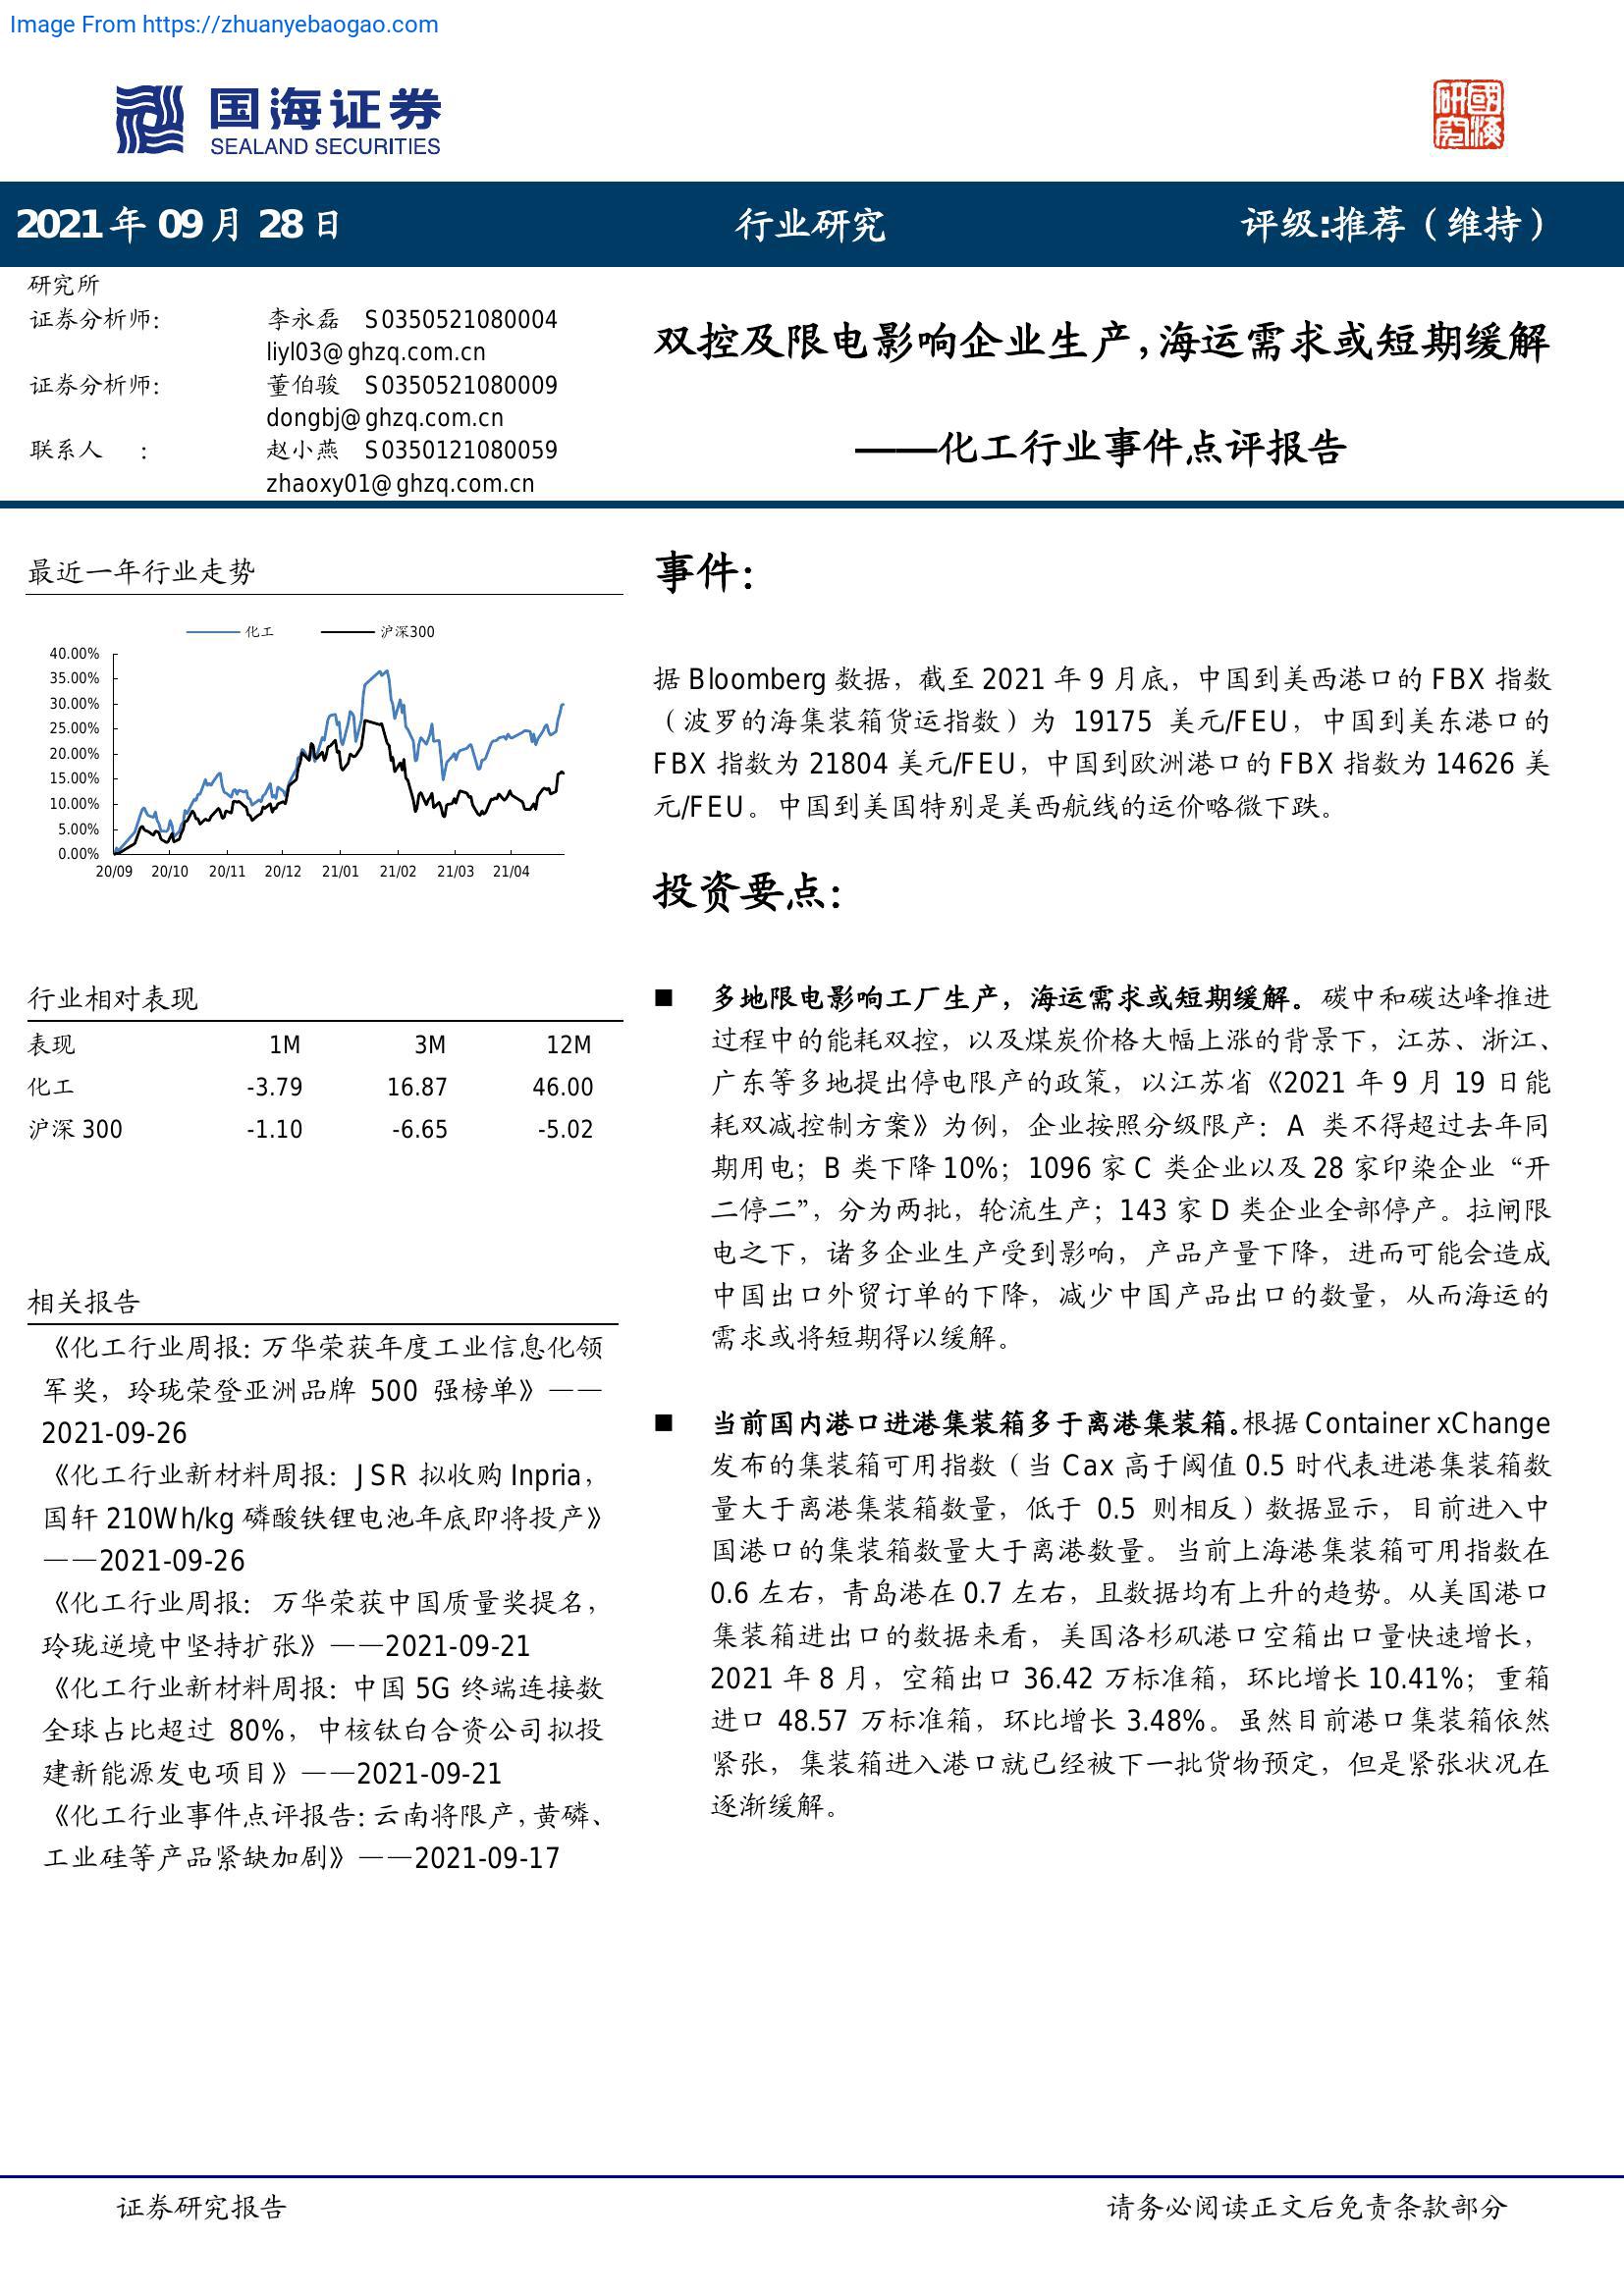 Image From https://zhuanyebaogao.com
国海证券
SEALAND SECURITIES
國海
研究
2021 年 09 月 28 日
行业研究
评级:推荐（维持）
研究所
证券分析师： 李永磊 S0350521080004
liyl03@ghzq.com.cn
证券分析师： 董伯骏 S0350521080009
dongbj@ghzq.com.cn
联系人 ： 赵小燕 S0350121080059
zhaoxy01@ghzq.com.cn
双控及限电影响企业生产，海运需求或短期缓解
——化工行业事件点评报告
最近一年行业走势
化工 沪深300
40.00%
35.00%
30.00%
25.00%
20.00%
15.00%
10.00%
5.00%
0.00%
20/09 20/10 20/11 20/12 21/01 21/02 21/03 21/04
行业相对表现
表现 1M 3M 12M
化工 -3.79 16.87 46.00
沪深 300 -1.10 -6.65 -5.02
相关报告
《化工行业周报：万华荣获年度工业信息化领
军奖，玲珑荣登亚洲品牌 500 强榜单》——
2021-09-26
《化工行业新材料周报：JSR 拟收购 Inpria，
国轩 210Wh/kg 磷酸铁锂电池年底即将投产》
——2021-09-26
《化工行业周报：万华荣获中国质量奖提名，
玲珑逆境中坚持扩张》——2021-09-21
《化工行业新材料周报：中国 5G 终端连接数
全球占比超过 80%，中核钛白合资公司拟投
建新能源发电项目》——2021-09-21
《化工行业事件点评报告：云南将限产，黄磷、
工业硅等产品紧缺加剧》——2021-09-17
事件：
据 Bloomberg 数据，截至 2021 年 9 月底，中国到美西港口的 FBX 指数
（波罗的海集装箱货运指数）为 19175 美元/FEU，中国到美东港口的
FBX 指数为 21804 美元/FEU，中国到欧洲港口的 FBX 指数为 14626 美
元/FEU。中国到美国特别是美西航线的运价略微下跌。
投资要点：
■ 多地限电影响工厂生产，海运需求或短期缓解。碳中和碳达峰推进
过程中的能耗双控，以及煤炭价格大幅上涨的背景下，江苏、浙江、
广东等多地提出停电限产的政策，以江苏省《2021 年 9 月 19 日能
耗双减控制方案》为例，企业按照分级限产：A 类不得超过去年同
期用电；B 类下降 10%；1096 家 C 类企业以及 28 家印染企业“开
二停二”，分为两批，轮流生产；143 家 D 类企业全部停产。拉闸限
电之下，诸多企业生产受到影响，产品产量下降，进而可能会造成
中国出口外贸订单的下降，减少中国产品出口的数量，从而海运的
需求或将短期得以缓解。
■ 当前国内港口进港集装箱多于离港集装箱。根据 Container xChange
发布的集装箱可用指数（当 Cax 高于阈值 0.5 时代表进港集装箱数
量大于离港集装箱数量，低于 0.5 则相反）数据显示，目前进入中
国港口的集装箱数量大于离港数量。当前上海港集装箱可用指数在
0.6 左右，青岛港在 0.7 左右，且数据均有上升的趋势。从美国港口
集装箱进出口的数据来看，美国洛杉矶港口空箱出口量快速增长，
2021 年 8 月，空箱出口 36.42 万标准箱，环比增长 10.41%；重箱
进口 48.57 万标准箱，环比增长 3.48%。虽然目前港口集装箱依然
紧张，集装箱进入港口就已经被下一批货物预定，但是紧张状况在
逐渐缓解。
证券研究报告
请务必阅读正文后免责条款部分